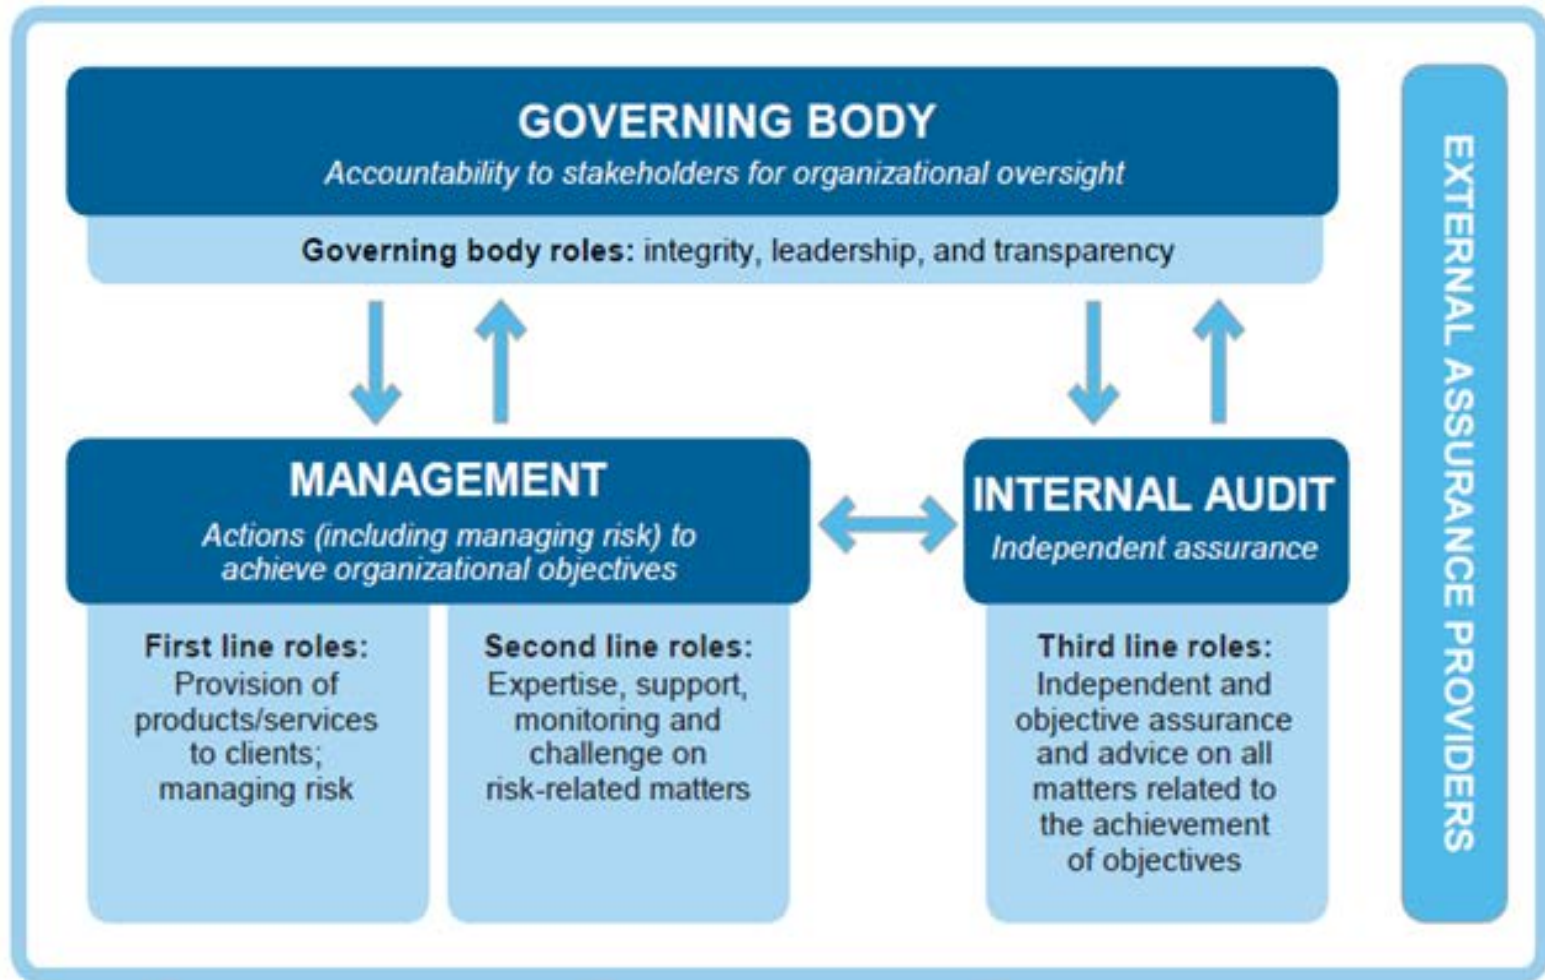 GOVERNING BODY
Accountability to stakeholders for organizational oversight
Governing body roles: integrity, leadership, and transparency
MANAGEMENT
Actions (including managing risk) to
achieve organizational objectives
First line roles:
Provision of
products/services
to clients;
managing risk
Second line roles:
Expertise, support,
monitoring and
challenge on
risk-related matters
INTERNAL AUDIT
Independent assurance
Third line roles:
Independent and
objective assurance
and advice on all
matters related to
the achievement
of objectives
EXTERNAL ASSURANCE PROVIDERS